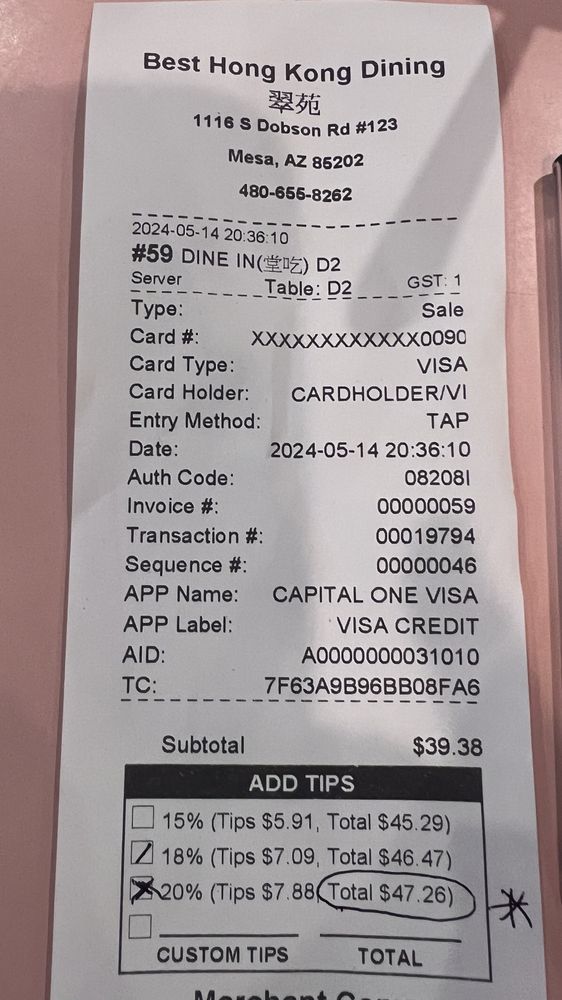 Best Hong Kong Dining
翠苑
1116 S Dobson Rd #123
Mesa, AZ 85202
480-655-8262
2024-05-14 20:36:10
#59 DINE IN(堂吃) D2
Server Table: D2 GST: 1
Type: Sale
Card #: XXXXXXXXXXXX0090
Card Type: VISA
Card Holder: CARDHOLDER/VI
Entry Method: TAP
Date: 2024-05-14 20:36:10
Auth Code: 08208I
Invoice #: 00000059
Transaction #: 00019794
Sequence #: 00000046
APP Name: CAPITAL ONE VISA
APP Label: VISA CREDIT
AID: A0000000031010
TC: 7F63A9B96BB08FA6
Subtotal $39.38
ADD TIPS
15% (Tips $5.91, Total $45.29)
18% (Tips $7.09, Total $46.47)
20% (Tips $7.88, Total $47.26)
CUSTOM TIPS TOTAL
Merchant